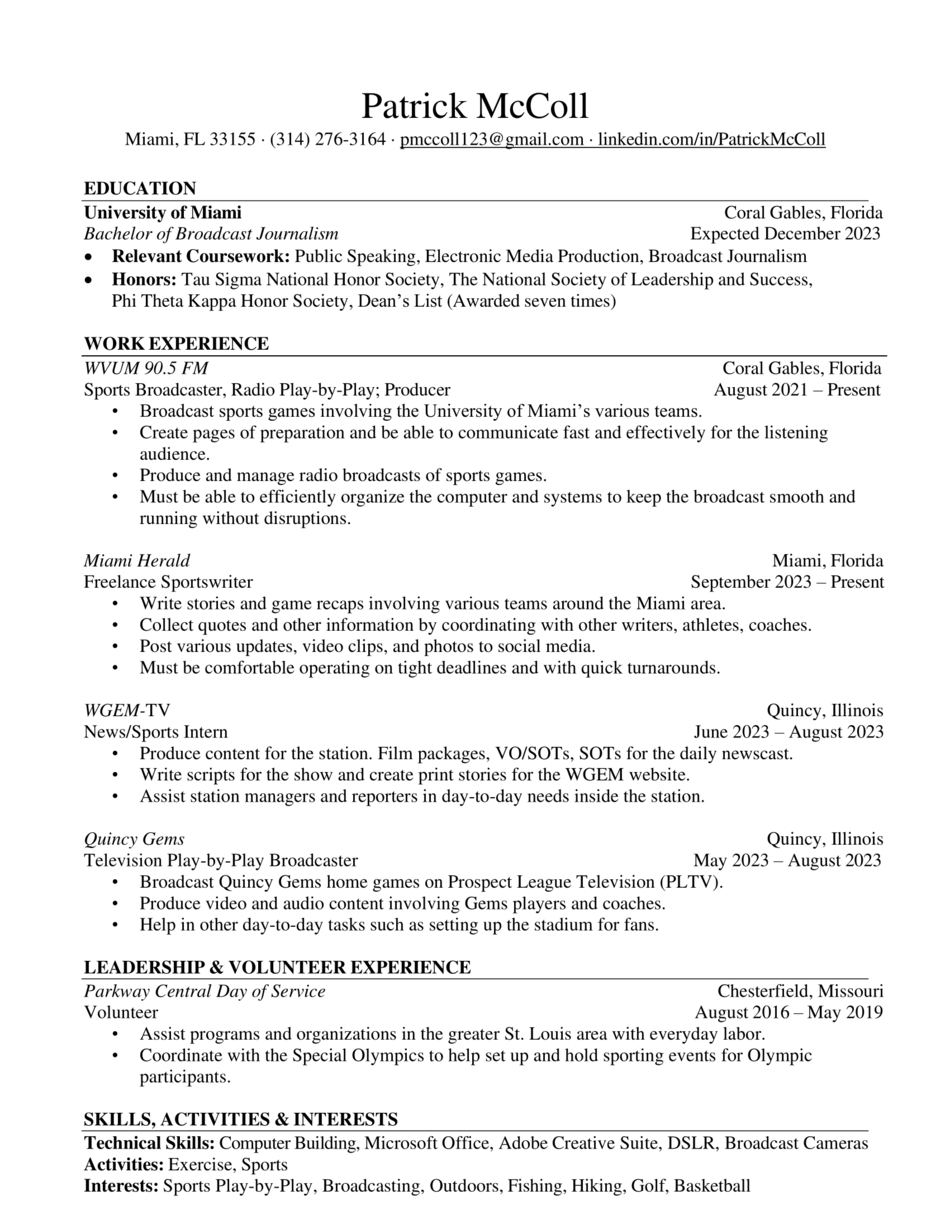 Patrick McColl
Miami, FL 33155 · (314) 276-3164 · pmccoll123@gmail.com · linkedin.com/in/PatrickMcColl
EDUCATION
University of Miami Coral Gables, Florida
Bachelor of Broadcast Journalism Expected December 2023
• Relevant Coursework: Public Speaking, Electronic Media Production, Broadcast Journalism
• Honors: Tau Sigma National Honor Society, The National Society of Leadership and Success,
Phi Theta Kappa Honor Society, Dean’s List (Awarded seven times)
WORK EXPERIENCE
WVUM 90.5 FM Coral Gables, Florida
Sports Broadcaster, Radio Play-by-Play; Producer August 2021 – Present
• Broadcast sports games involving the University of Miami’s various teams.
• Create pages of preparation and be able to communicate fast and effectively for the listening
audience.
• Produce and manage radio broadcasts of sports games.
• Must be able to efficiently organize the computer and systems to keep the broadcast smooth and
running without disruptions.
Miami Herald Miami, Florida
Freelance Sportswriter September 2023 – Present
• Write stories and game recaps involving various teams around the Miami area.
• Collect quotes and other information by coordinating with other writers, athletes, coaches.
• Post various updates, video clips, and photos to social media.
• Must be comfortable operating on tight deadlines and with quick turnarounds.
WGEM-TV Quincy, Illinois
News/Sports Intern June 2023 – August 2023
• Produce content for the station. Film packages, VO/SOTs, SOTs for the daily newscast.
• Write scripts for the show and create print stories for the WGEM website.
• Assist station managers and reporters in day-to-day needs inside the station.
Quincy Gems Quincy, Illinois
Television Play-by-Play Broadcaster May 2023 – August 2023
• Broadcast Quincy Gems home games on Prospect League Television (PLTV).
• Produce video and audio content involving Gems players and coaches.
• Help in other day-to-day tasks such as setting up the stadium for fans.
LEADERSHIP & VOLUNTEER EXPERIENCE
Parkway Central Day of Service Chesterfield, Missouri
Volunteer August 2016 – May 2019
• Assist programs and organizations in the greater St. Louis area with everyday labor.
• Coordinate with the Special Olympics to help set up and hold sporting events for Olympic
participants.
SKILLS, ACTIVITIES & INTERESTS
Technical Skills: Computer Building, Microsoft Office, Adobe Creative Suite, DSLR, Broadcast Cameras
Activities: Exercise, Sports
Interests: Sports Play-by-Play, Broadcasting, Outdoors, Fishing, Hiking, Golf, Basketball